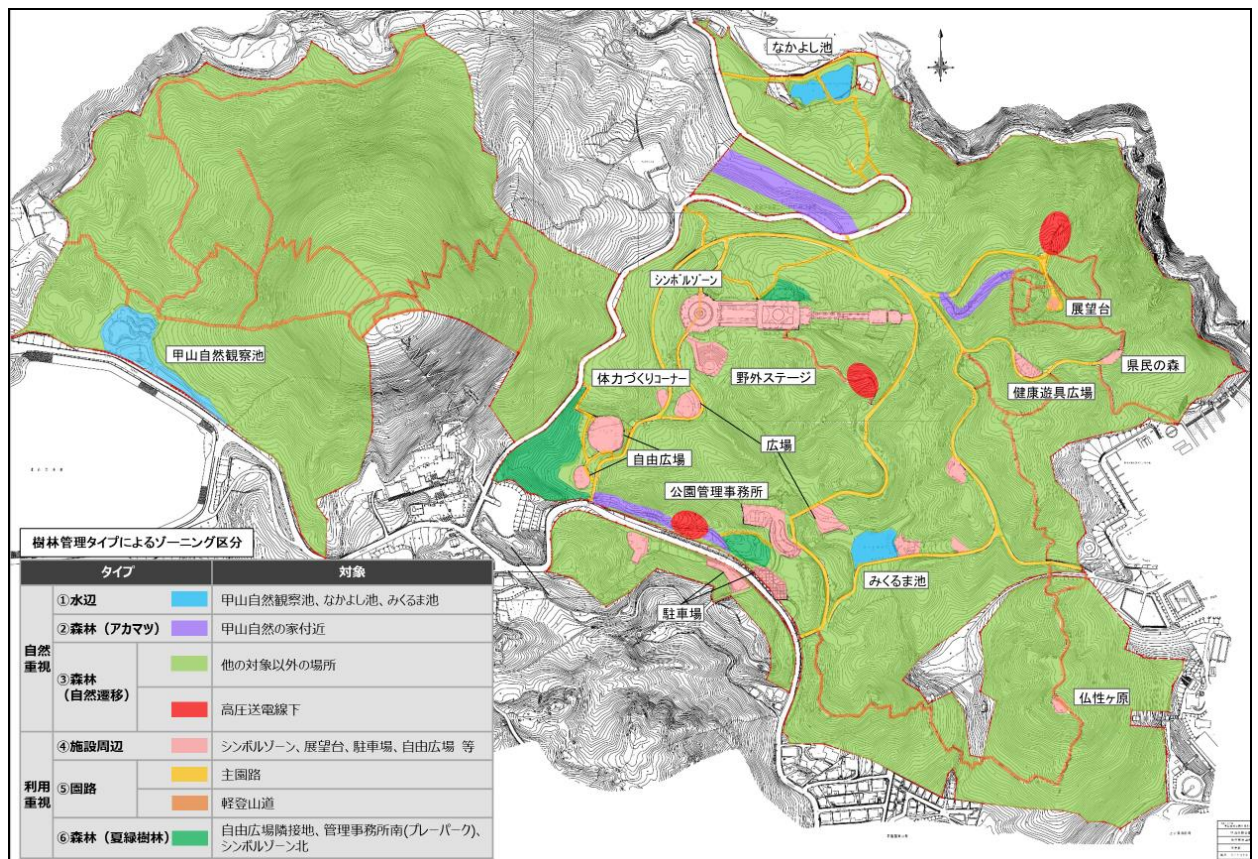 なかよし池
シンボルゾーン
展望台
甲山自然観察池
体力づくりコーナー
野外ステージ
県民の森
健康遊具広場
広場
自由広場
公園管理事務所
みくるま池
駐車場
仏性ヶ原
樹林管理タイプによるゾーニング区分
タイプ 対象
自然重視
①水辺 甲山自然観察池、なかよし池、みくるま池
②森林（アカマツ） 甲山自然の家付近
③森林（自然遷移） 他の対象以外の場所
高圧送電線下
利用重視
④施設周辺 シンボルゾーン、展望台、駐車場、自由広場 等
⑤園路 主園路
軽登山道
⑥森林（夏緑樹林） 自由広場隣接地、管理事務所南(プレーパーク)、
シンボルゾーン北